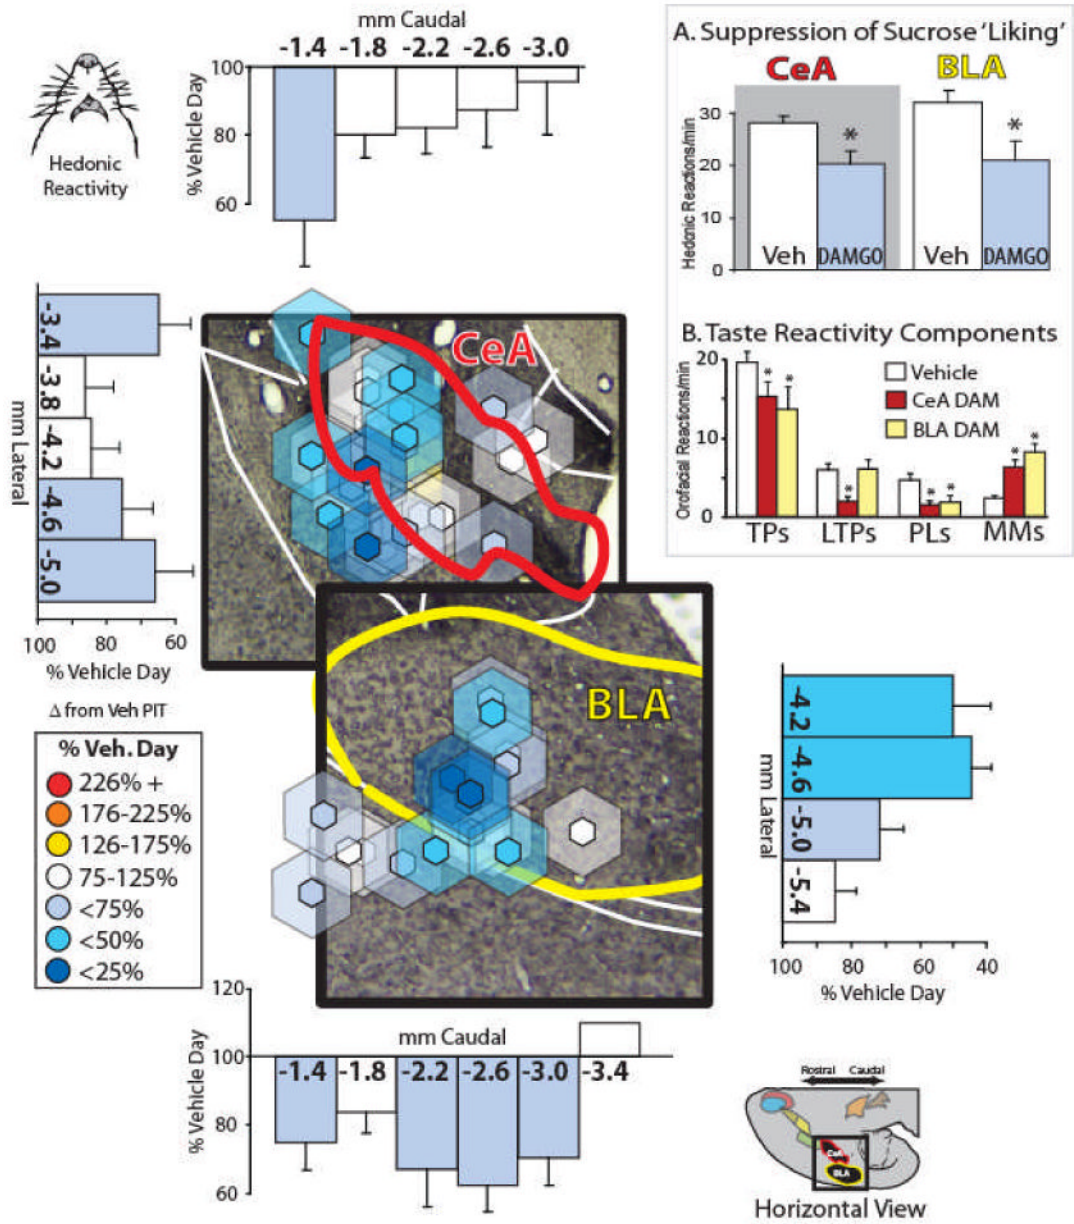 mm Caudal
-1.4 -1.8 -2.2 -2.6 -3.0
100
80
60
% Vehicle Day
Hedonic
Reactivity
A. Suppression of Sucrose 'Liking'
CeA
BLA
Hedonic Reactions/min
30
20
10
0
*
*
Veh DAMGO
Veh DAMGO
B. Taste Reactivity Components
Orofacial Reactions/min
20
10
0
Vehicle
CeA DAM
BLA DAM
* * * * * * *
TPs LTPs PLs MMs
mm Lateral
-3.4
-3.8
-4.2
-4.6
-5.0
100 80 60
% Vehicle Day
CeA
BLA
Δ from Veh PIT
% Veh. Day
226% +
176-225%
126-175%
75-125%
<75%
<50%
<25%
mm Lateral
-4.2
-4.6
-5.0
-5.4
100 80 60 40
% Vehicle Day
120
100
80
60
% Vehicle Day
mm Caudal
-1.4 -1.8 -2.2 -2.6 -3.0 -3.4
Rostral Caudal
CeA
BLA
Horizontal View